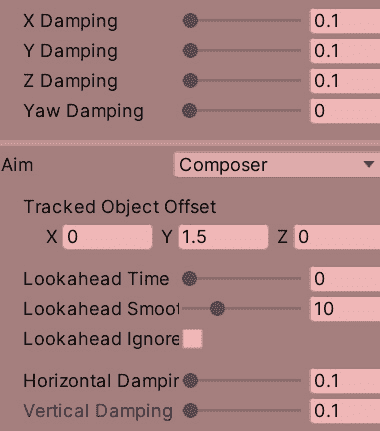 X Damping 0.1
Y Damping 0.1
Z Damping 0.1
Yaw Damping 0
Aim Composer
Tracked Object Offset
X 0 Y 1.5 Z 0
Lookahead Time 0
Lookahead Smoot 10
Lookahead Ignore
Horizontal Dampin 0.1
Vertical Damping 0.1